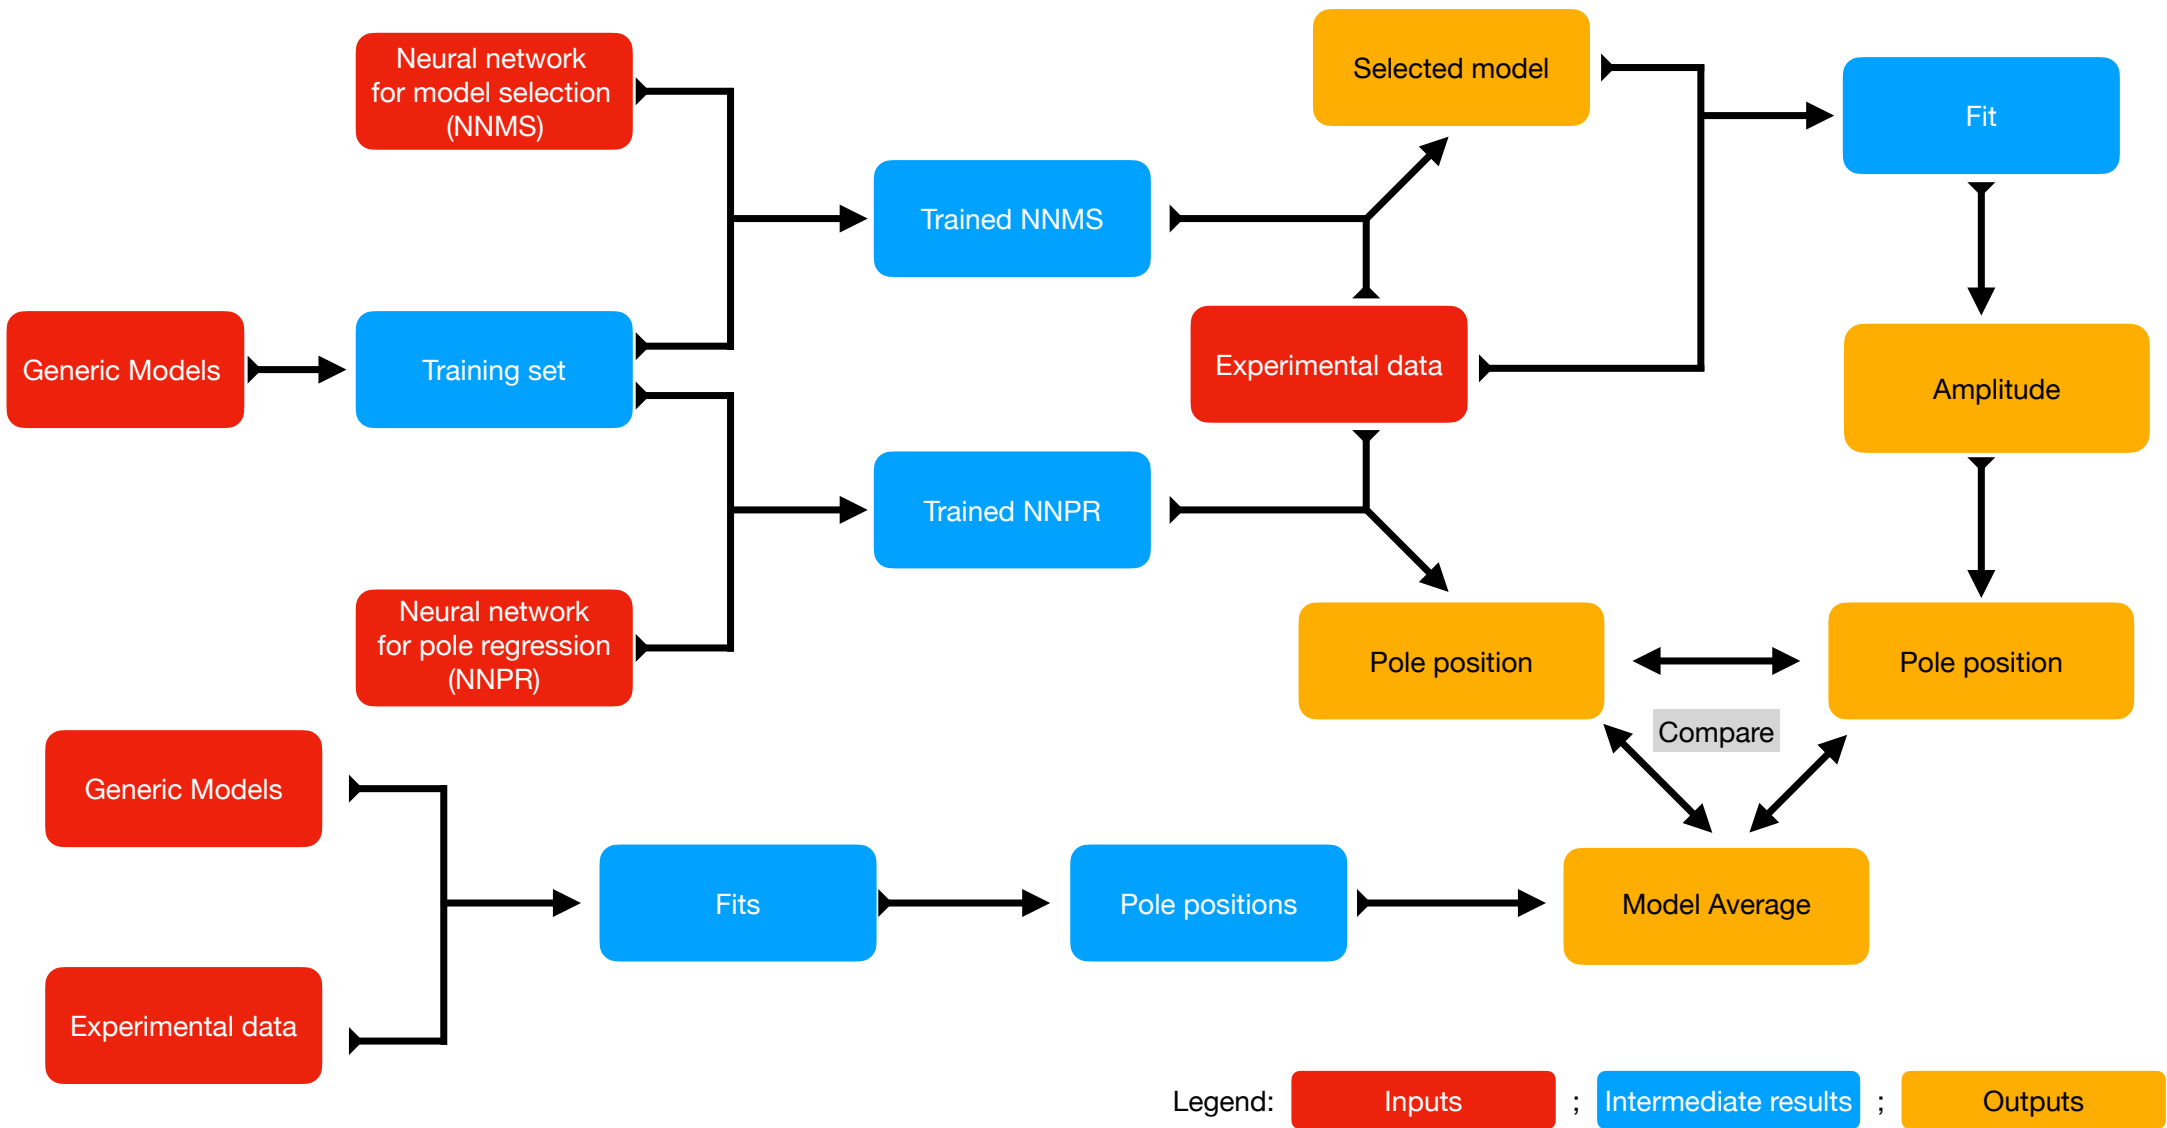 Neural network
for model selection
(NNMS)
Selected model
Fit
Trained NNMS
Generic Models
Training set
Experimental data
Amplitude
Trained NNPR
Neural network
for pole regression
(NNPR)
Pole position
Pole position
Compare
Generic Models
Fits
Pole positions
Model Average
Experimental data
Legend: Inputs ; Intermediate results ; Outputs